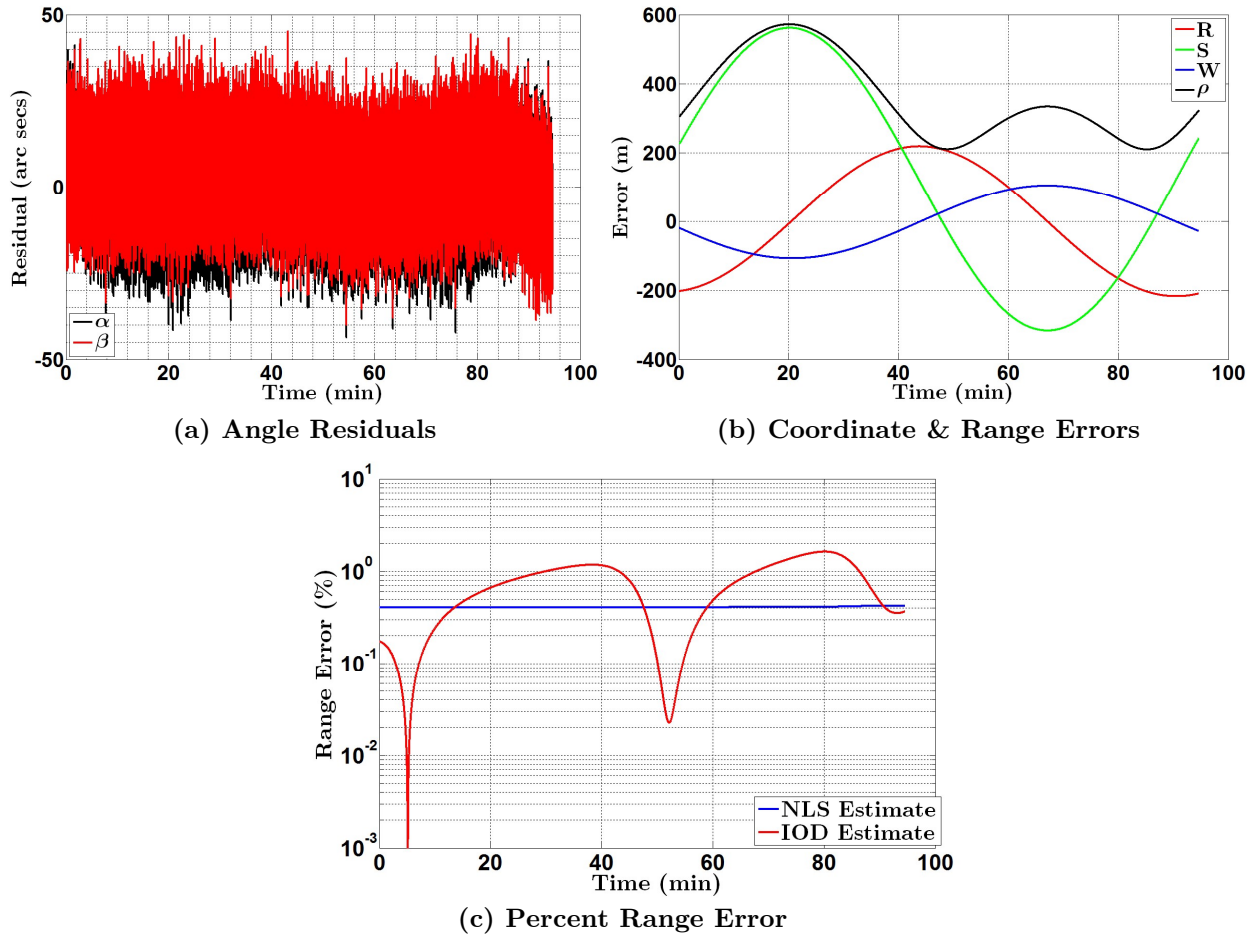 50
0
-50
Residual (arc secs)
α
β
0 20 40 60 80 100
Time (min)
(a) Angle Residuals
600
400
200
0
-200
-400
Error (m)
R
S
W
ρ
0 20 40 60 80 100
Time (min)
(b) Coordinate & Range Errors
10^1
10^0
10^-1
10^-2
10^-3
Range Error (%)
NLS Estimate
IOD Estimate
0 20 40 60 80 100
Time (min)
(c) Percent Range Error